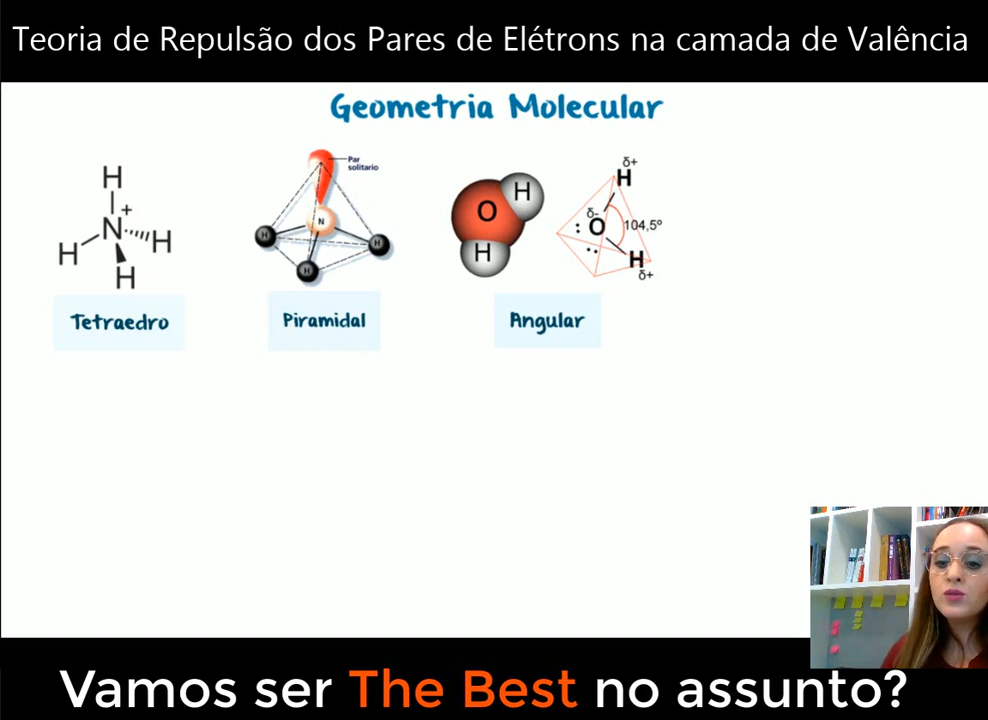 Teoria de Repulsão dos Pares de Elétrons na camada de Valência
Geometria Molecular
H
N+
H
H
H
Tetraedro
Par
solitario
N
H
H
H
Piramidal
O
H
H
δ+
H
δ-
: O
104,5º
..
H
δ+
Angular
Vamos ser The Best no assunto?